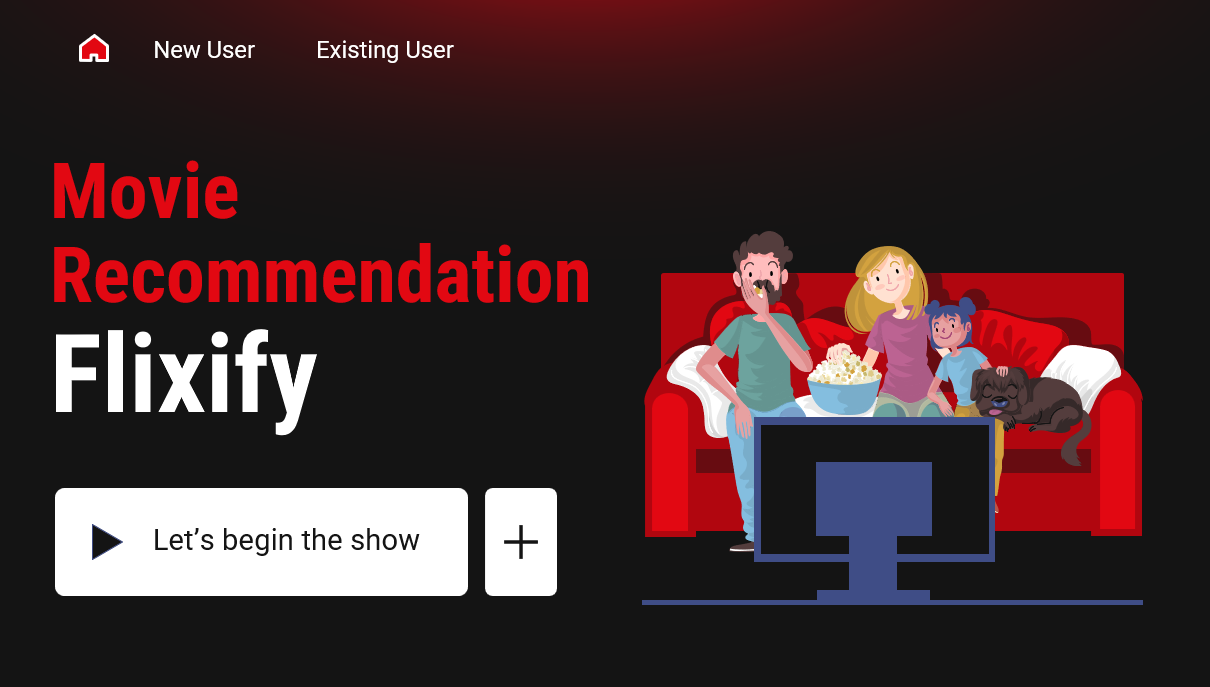 New User
Existing User
Movie
Recommendation
Flixify
Let’s begin the show